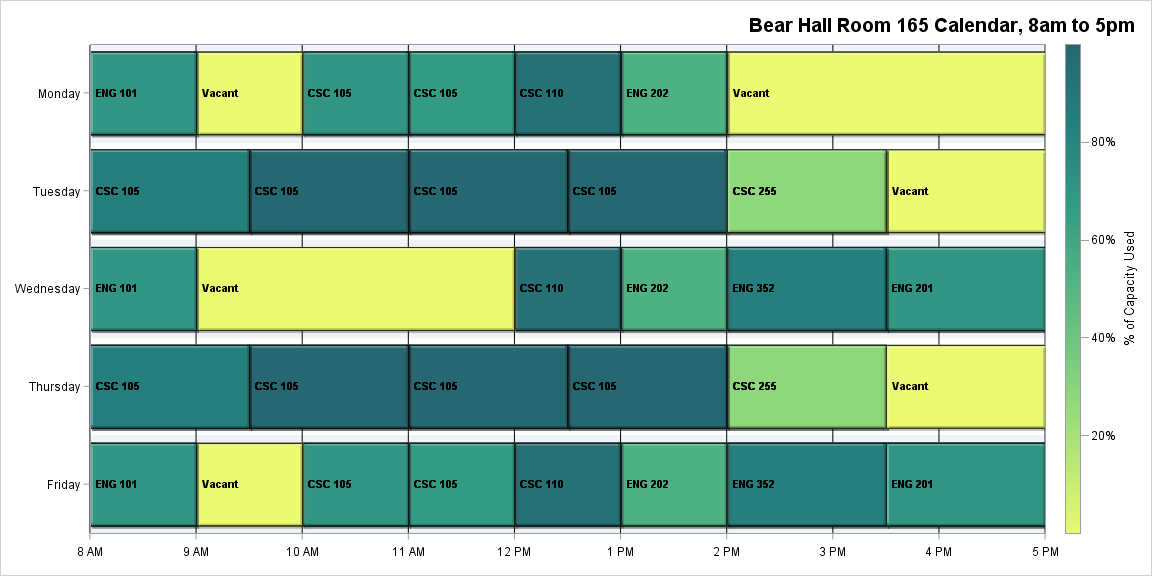 Bear Hall Room 165 Calendar, 8am to 5pm
Monday
ENG 101
Vacant
CSC 105
CSC 105
CSC 110
ENG 202
Vacant
Tuesday
CSC 105
CSC 105
CSC 105
CSC 105
CSC 255
Vacant
Wednesday
ENG 101
Vacant
CSC 110
ENG 202
ENG 352
ENG 201
Thursday
CSC 105
CSC 105
CSC 105
CSC 105
CSC 255
Vacant
Friday
ENG 101
Vacant
CSC 105
CSC 105
CSC 110
ENG 202
ENG 352
ENG 201
8 AM
9 AM
10 AM
11 AM
12 PM
1 PM
2 PM
3 PM
4 PM
5 PM
80%
60%
40%
20%
% of Capacity Used